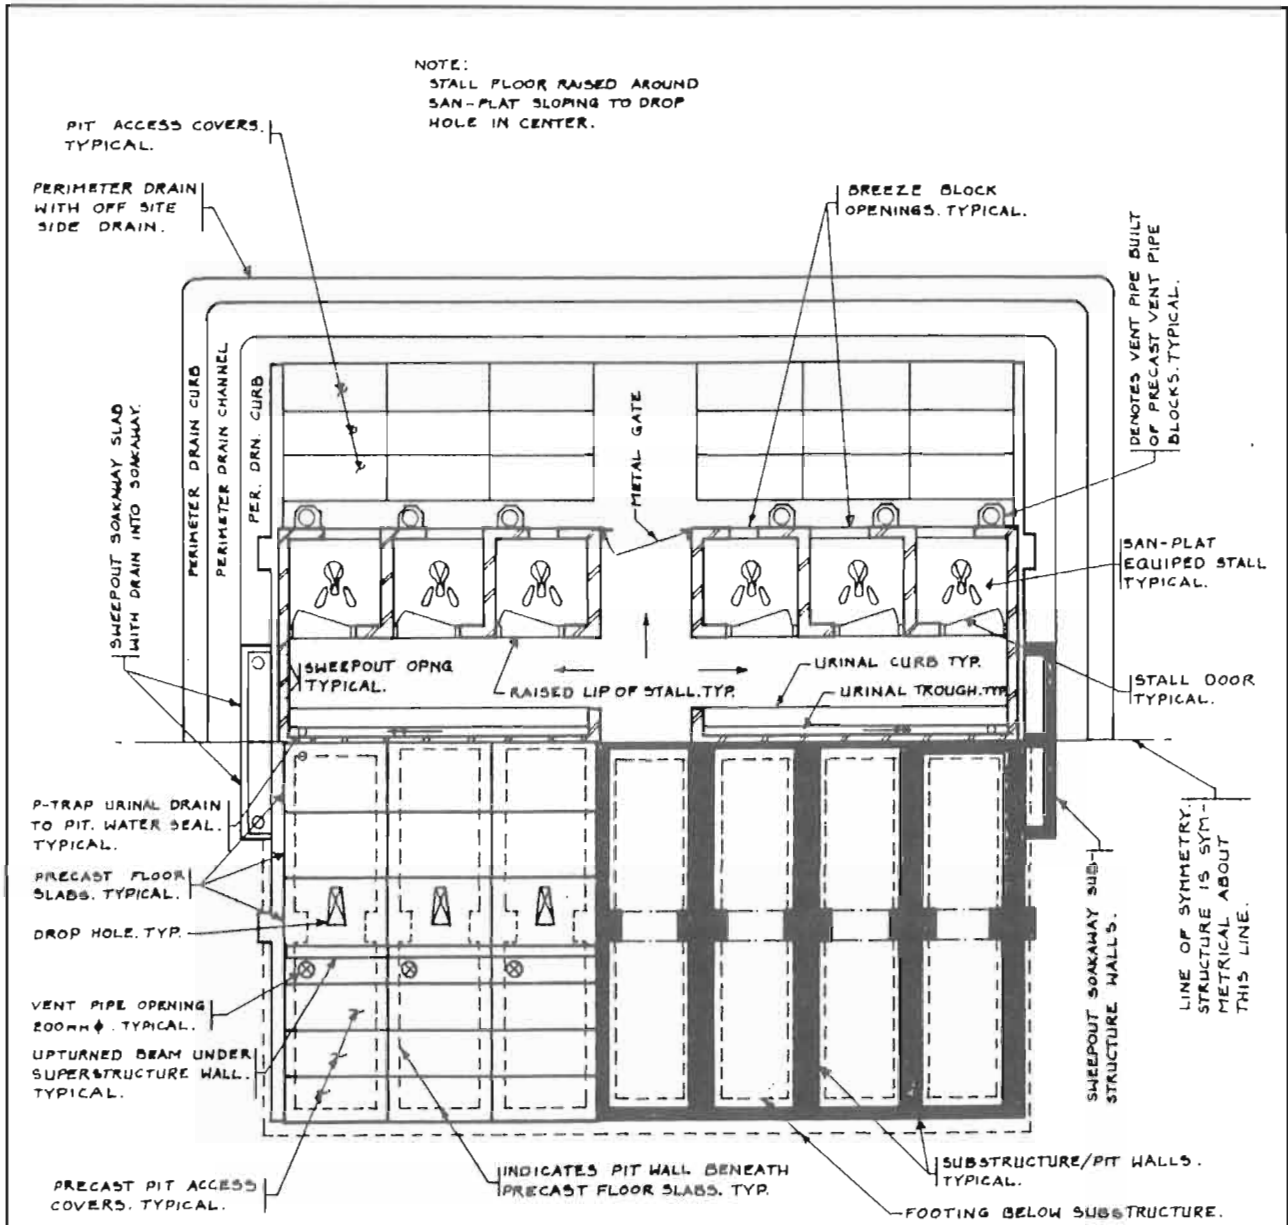 NOTE:
STALL FLOOR RAISED AROUND
SAN-PLAT SLOPING TO DROP
HOLE IN CENTER.
PIT ACCESS COVERS.
TYPICAL.
PERIMETER DRAIN
WITH OFF SITE
SIDE DRAIN.
BREEZE BLOCK
OPENINGS. TYPICAL.
DENOTES VENT PIPE BUILT
OF PRECAST VENT PIPE
BLOCKS. TYPICAL.
SWEEPOUT SOAKAWAY SLAB
WITH DRAIN INTO SOAKAWAY.
PERIMETER DRAIN CURB
PERIMETER DRAIN CHANNEL
PER. DRN. CURB
METAL GATE
SAN-PLAT
EQUIPED STALL
TYPICAL.
SWEEPOUT OPNG
TYPICAL.
RAISED LIP OF STALL. TYP.
URINAL CURB TYP.
URINAL TROUGH. TYP.
STALL DOOR
TYPICAL.
P-TRAP URINAL DRAIN
TO PIT. WATER SEAL.
TYPICAL.
PRECAST FLOOR
SLABS. TYPICAL.
DROP HOLE. TYP.
VENT PIPE OPENING
200mm ϕ. TYPICAL.
UPTURNED BEAM UNDER
SUPERSTRUCTURE WALL.
TYPICAL.
PRECAST PIT ACCESS
COVERS. TYPICAL.
INDICATES PIT WALL BENEATH
PRECAST FLOOR SLABS. TYP.
SUBSTRUCTURE/PIT WALLS.
TYPICAL.
FOOTING BELOW SUBSTRUCTURE.
SWEEPOUT SOAKAWAY SUB-
STRUCTURE WALLS.
LINE OF SYMMETRY.
STRUCTURE IS SYM-
METRICAL ABOUT
THIS LINE.